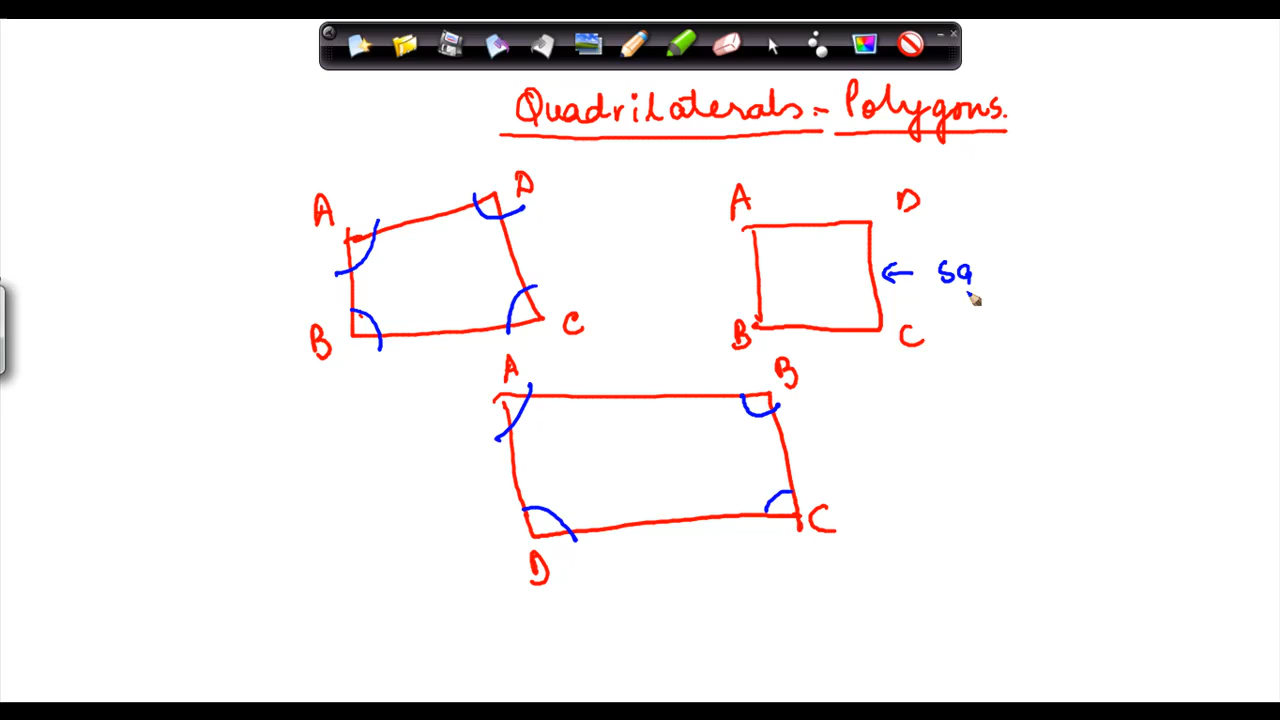 Quadrilaterals - Polygons.
A D
A D
← sq
B C
B C
A B
C
D